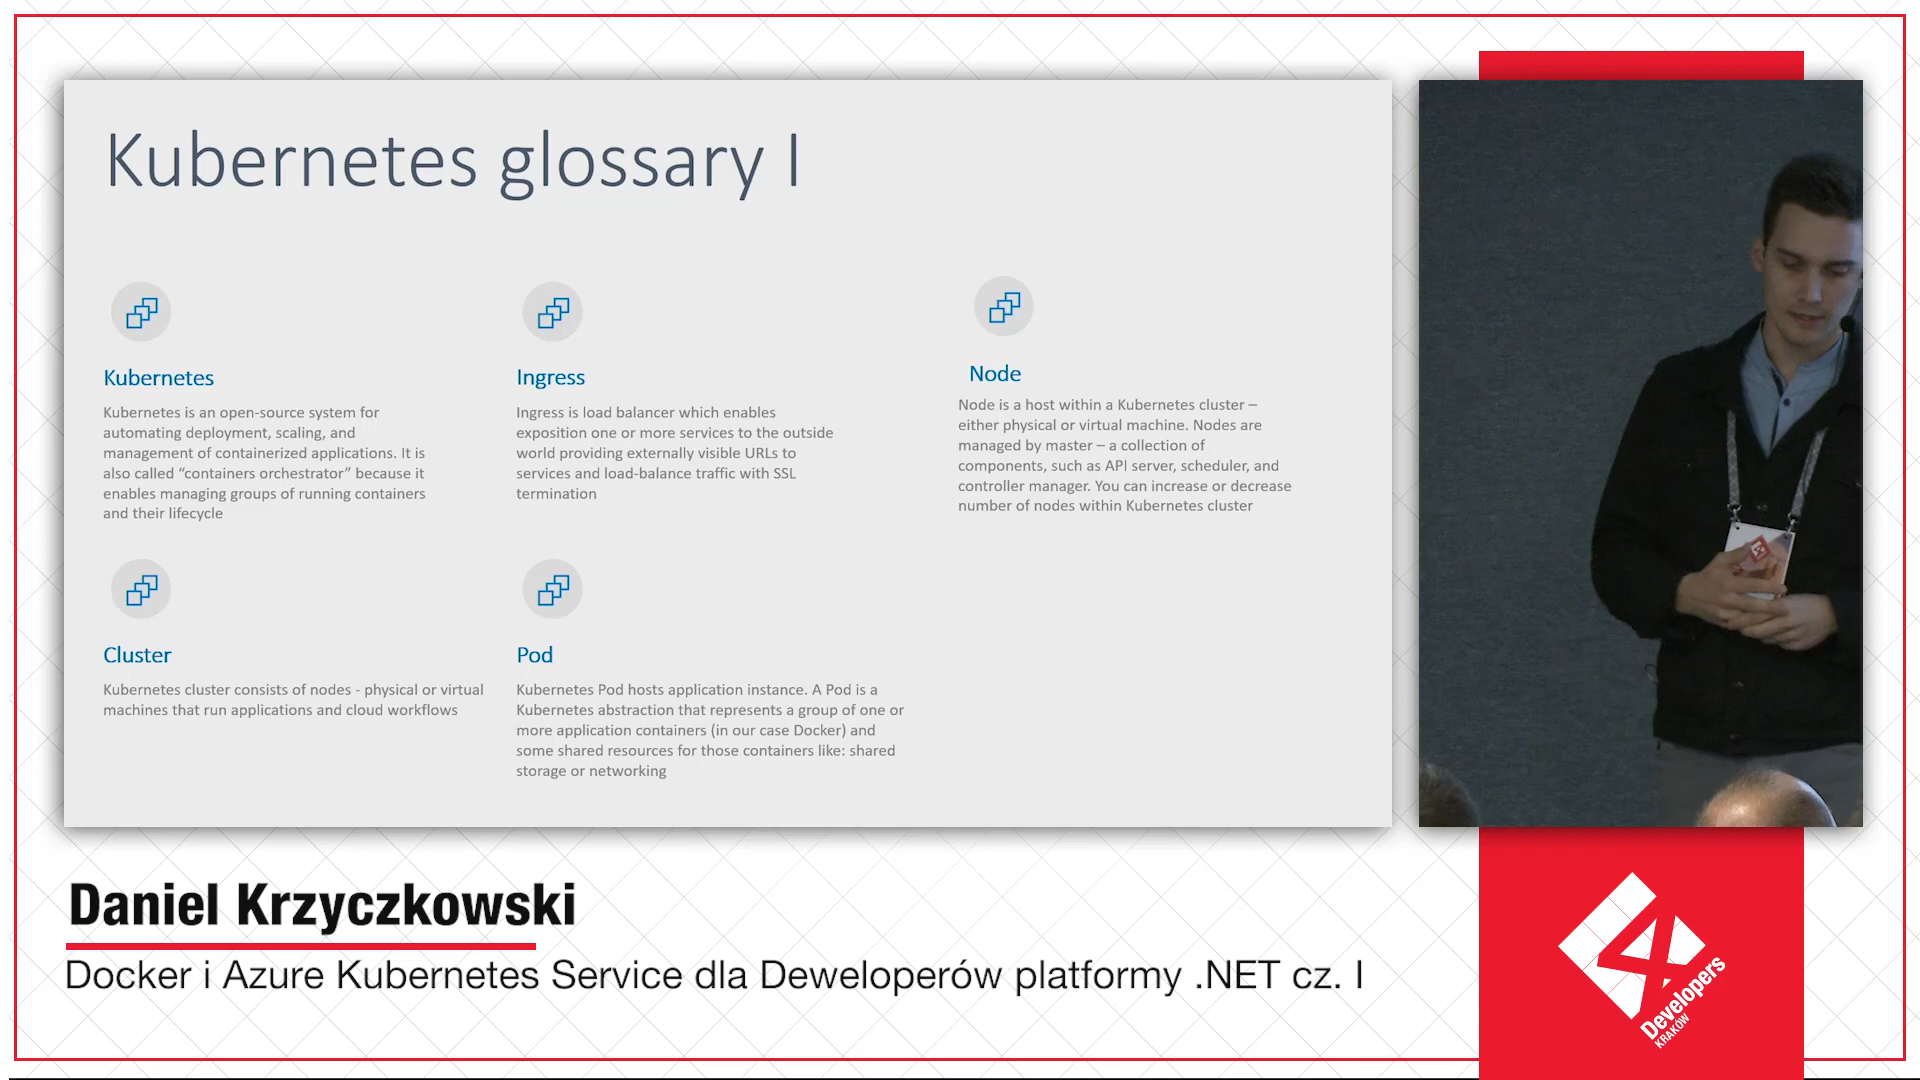 Kubernetes glossary I
Kubernetes
Kubernetes is an open-source system for
automating deployment, scaling, and
management of containerized applications. It is
also called “containers orchestrator” because it
enables managing groups of running containers
and their lifecycle
Ingress
Ingress is load balancer which enables
exposition one or more services to the outside
world providing externally visible URLs to
services and load-balance traffic with SSL
termination
Node
Node is a host within a Kubernetes cluster –
either physical or virtual machine. Nodes are
managed by master – a collection of
components, such as API server, scheduler, and
controller manager. You can increase or decrease
number of nodes within Kubernetes cluster
Cluster
Kubernetes cluster consists of nodes - physical or virtual
machines that run applications and cloud workflows
Pod
Kubernetes Pod hosts application instance. A Pod is a
Kubernetes abstraction that represents a group of one or
more application containers (in our case Docker) and
some shared resources for those containers like: shared
storage or networking
Daniel Krzyczkowski
Docker i Azure Kubernetes Service dla Deweloperów platformy .NET cz. I
4
Developers
KRAKÓW